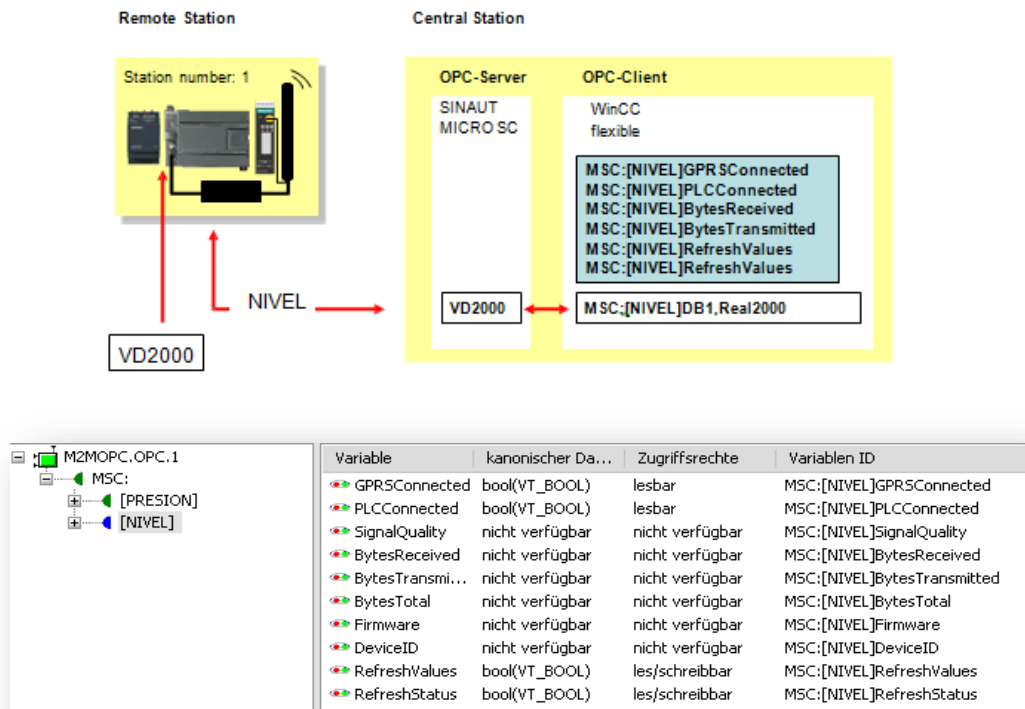 Remote Station
Central Station
Station number: 1
OPC-Server
OPC-Client
SINAUT
MICRO SC
WinCC
flexible
MSC:[NIVEL]GPRSConnected
MSC:[NIVEL]PLCConnected
MSC:[NIVEL]BytesReceived
MSC:[NIVEL]BytesTransmitted
MSC:[NIVEL]RefreshValues
MSC:[NIVEL]RefreshValues
NIVEL
VD2000
MSC;[NIVEL]DB1,Real2000
VD2000
M2MOPC.OPC.1
MSC:
[PRESION]
[NIVEL]
Variable kanonischer Da... Zugriffsrechte Variablen ID
GPRSConnected bool(VT_BOOL) lesbar MSC:[NIVEL]GPRSConnected
PLCConnected bool(VT_BOOL) lesbar MSC:[NIVEL]PLCConnected
SignalQuality nicht verfügbar nicht verfügbar MSC:[NIVEL]SignalQuality
BytesReceived nicht verfügbar nicht verfügbar MSC:[NIVEL]BytesReceived
BytesTransmi... nicht verfügbar nicht verfügbar MSC:[NIVEL]BytesTransmitted
BytesTotal nicht verfügbar nicht verfügbar MSC:[NIVEL]BytesTotal
Firmware nicht verfügbar nicht verfügbar MSC:[NIVEL]Firmware
DeviceID nicht verfügbar nicht verfügbar MSC:[NIVEL]DeviceID
RefreshValues bool(VT_BOOL) les/schreibbar MSC:[NIVEL]RefreshValues
RefreshStatus bool(VT_BOOL) les/schreibbar MSC:[NIVEL]RefreshStatus